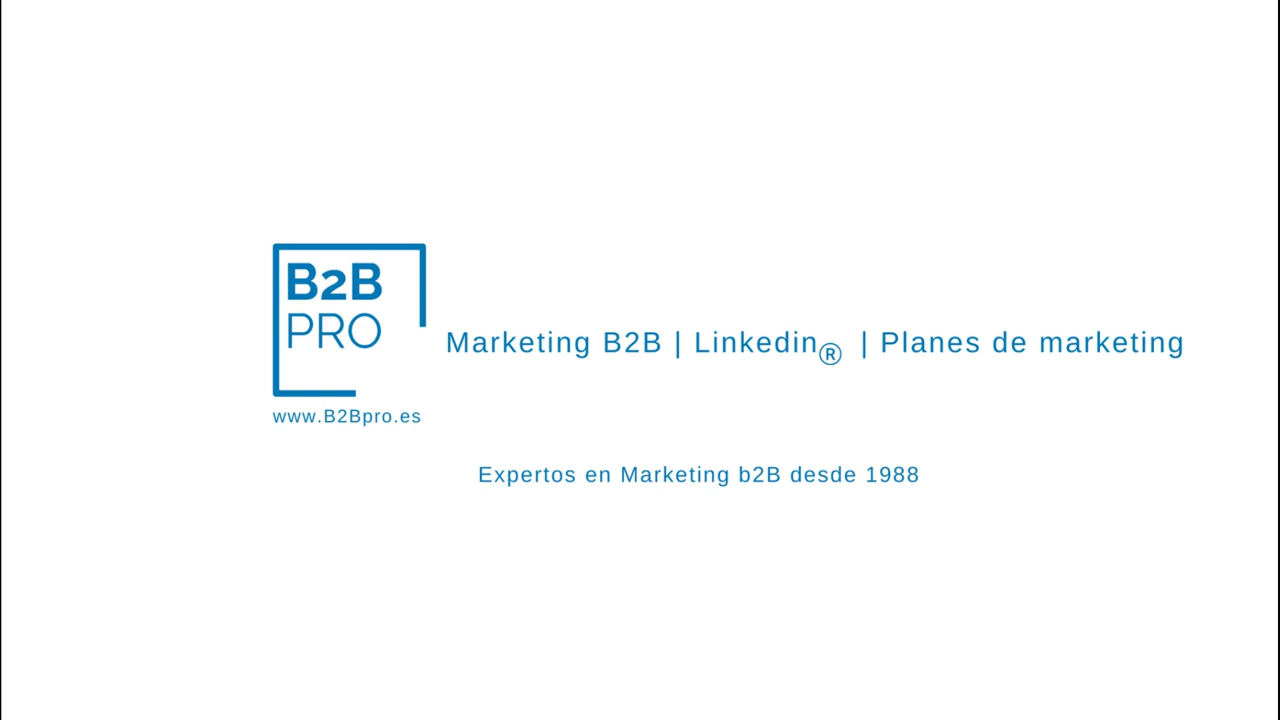 B2B
PRO
Marketing B2B | Linkedin® | Planes de marketing
www.B2Bpro.es
Expertos en Marketing b2B desde 1988